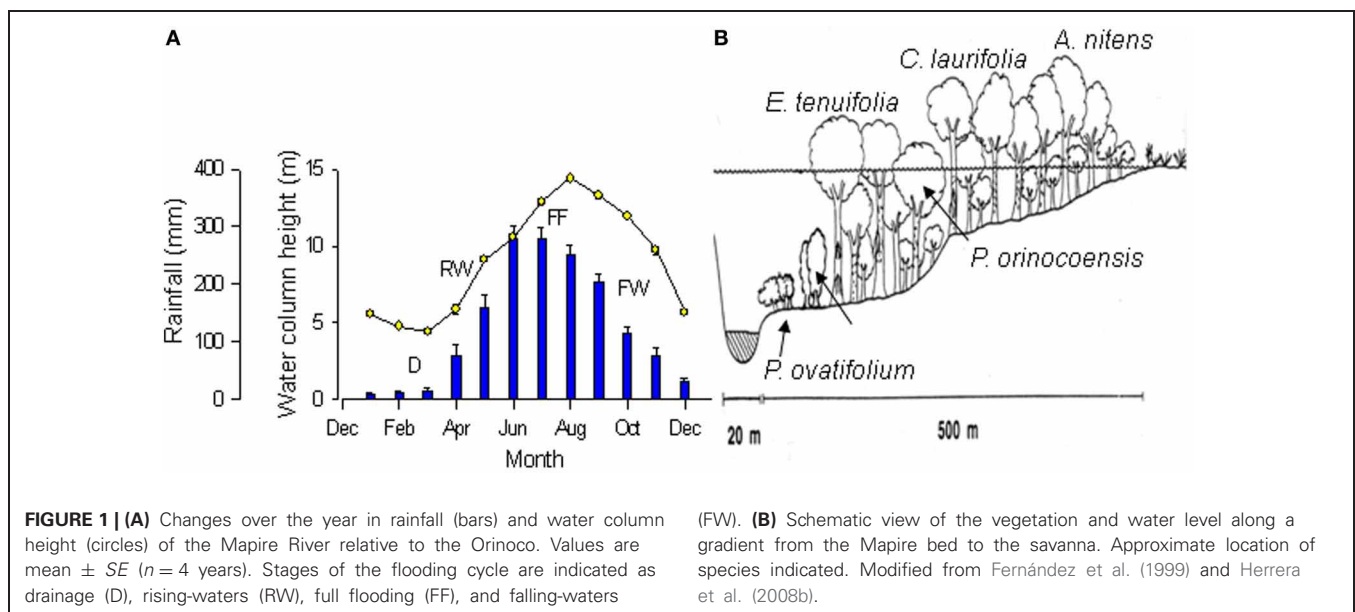 A
B
Rainfall (mm)
400
300
200
100
0
Water column height (m)
15
10
5
0
D
RW
FF
FW
Dec
Feb
Apr
Jun
Aug
Oct
Dec
Month
A. nitens
C. laurifolia
E. tenuifolia
P. orinocoensis
P. ovatifolium
20 m
500 m
FIGURE 1 | (A) Changes over the year in rainfall (bars) and water column
height (circles) of the Mapire River relative to the Orinoco. Values are
mean ± SE (n = 4 years). Stages of the flooding cycle are indicated as
drainage (D), rising-waters (RW), full flooding (FF), and falling-waters
(FW). (B) Schematic view of the vegetation and water level along a
gradient from the Mapire bed to the savanna. Approximate location of
species indicated. Modified from Fernández et al. (1999) and Herrera
et al. (2008b).